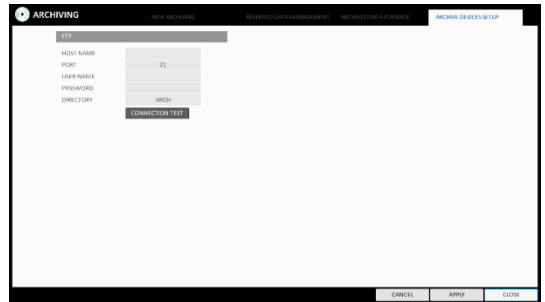 ARCHIVING NEW ARCHIVING RESERVED DATA MANAGEMENT ARCHIVED DATA PLAYBACK ARCHIVE DEVICES SETUP
FTP
HOST NAME
PORT 21
USER NAME
PASSWORD
DIRECTORY ARCH
CONNECTION TEST
CANCEL APPLY CLOSE